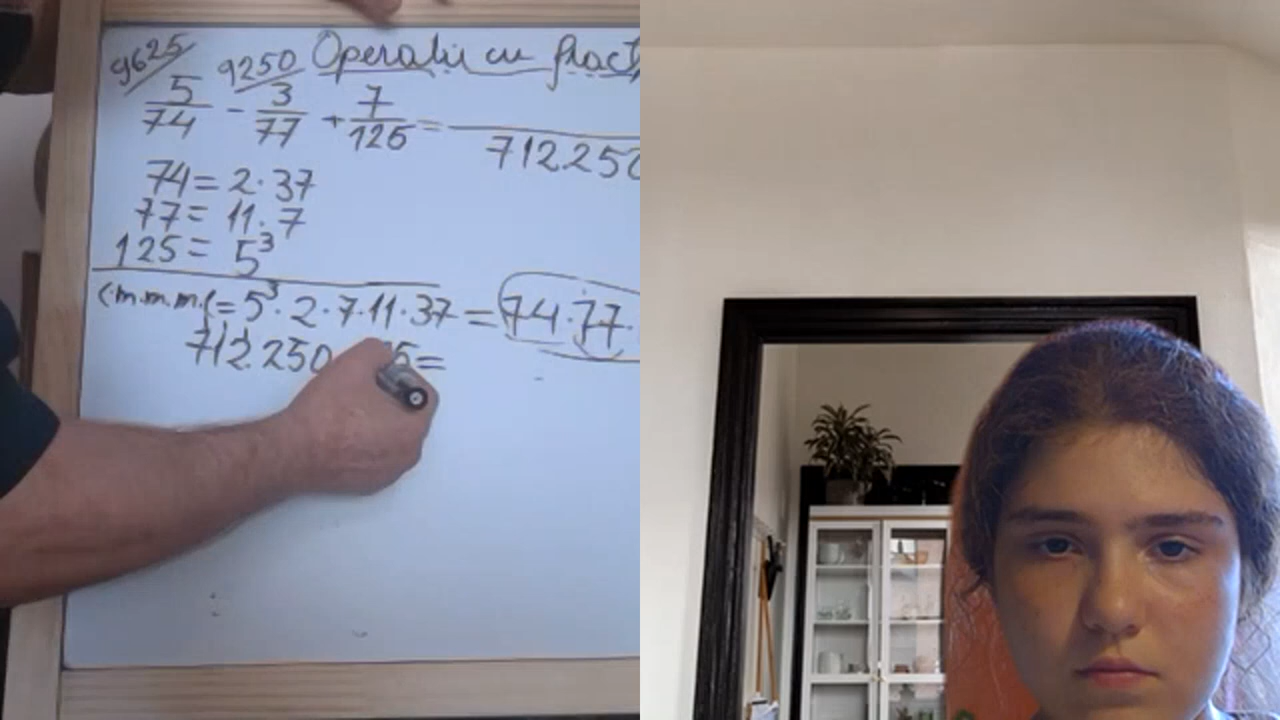 9625 9250 Operatii cu fract
5/74 - 3/77 + 7/125 = /712.250
74 = 2·37
77 = 11·7
125 = 5³
c.m.m.m.c = 5³·2·7·11·37 = 74·77·
712.250 5 =